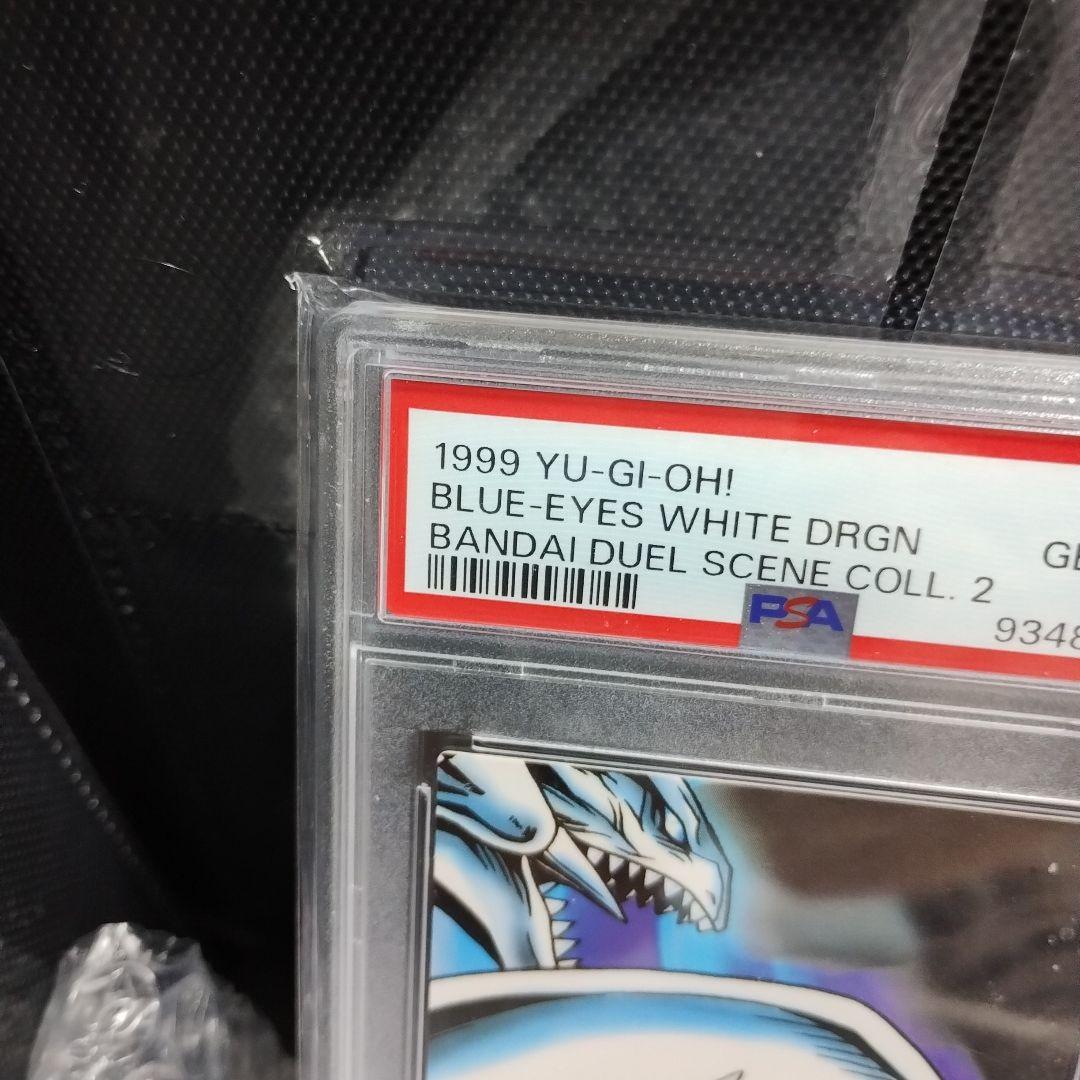 1999 YU-GI-OH!
BLUE-EYES WHITE DRGN
BANDAI DUEL SCENE COLL. 2
PSA